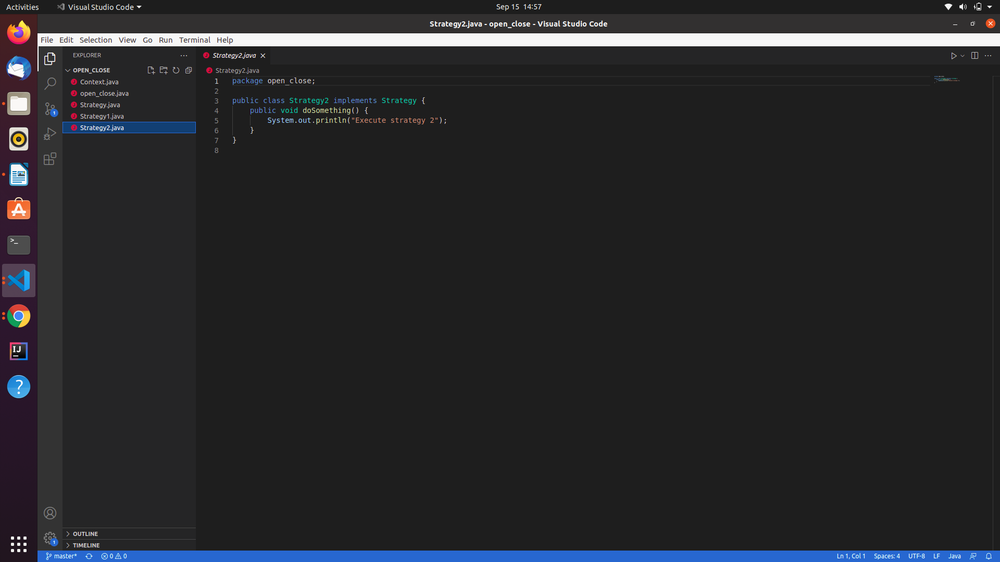 Activities
Visual Studio Code
Sep 15 14:57
Strategy2.java - open_close - Visual Studio Code
File Edit Selection View Go Run Terminal Help
EXPLORER
Strategy2.java
OPEN_CLOSE
Strategy2.java
Context.java
open_close.java
Strategy.java
Strategy1.java
Strategy2.java
1 package open_close;
2
3 public class Strategy2 implements Strategy {
4 public void doSomething() {
5 System.out.println("Execute strategy 2");
6 }
7 }
8
1
>_
IJ
?
OUTLINE
1
TIMELINE
master* 0 0
Ln 1, Col 1 Spaces: 4 UTF-8 LF Java